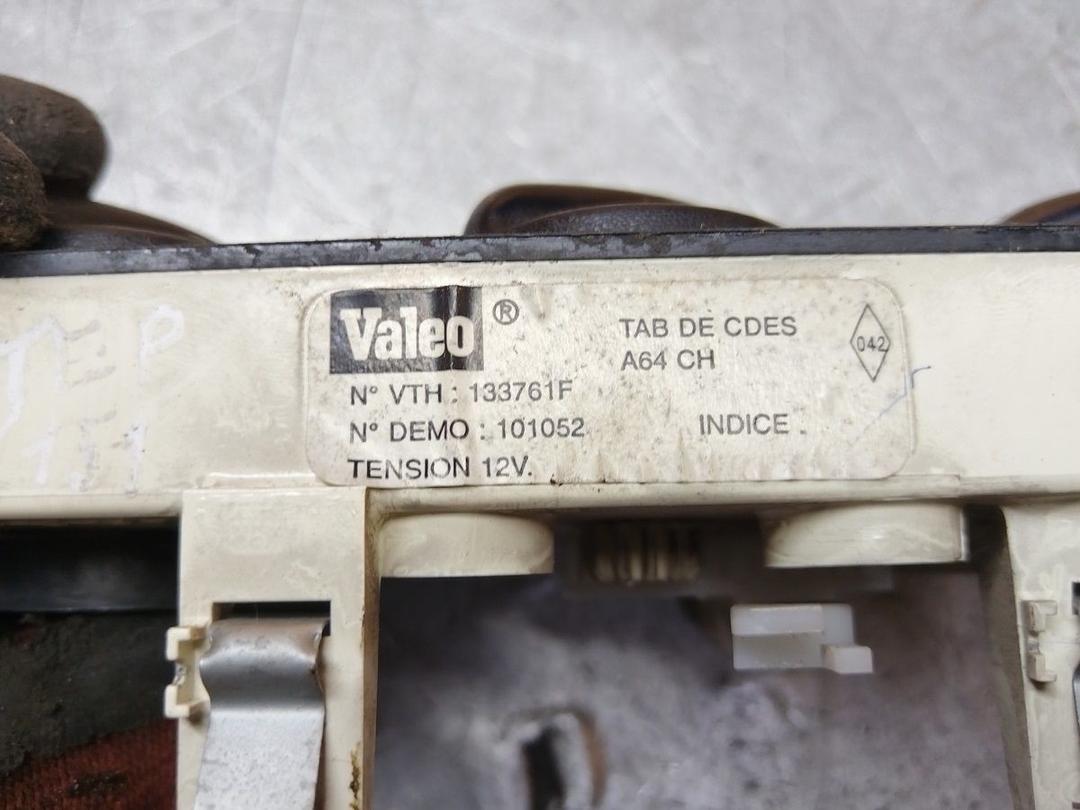 Valeo ®
TAB DE CDES
A64 CH
042
N° VTH : 133761F
N° DEMO : 101052
INDICE .
TENSION 12V.